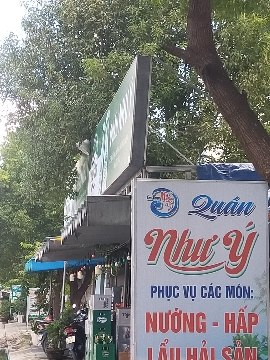 Quán
Như Ý
PHỤC VỤ CÁC MÓN:
NƯỚNG - HẤP
LẨU HẢI SẢN